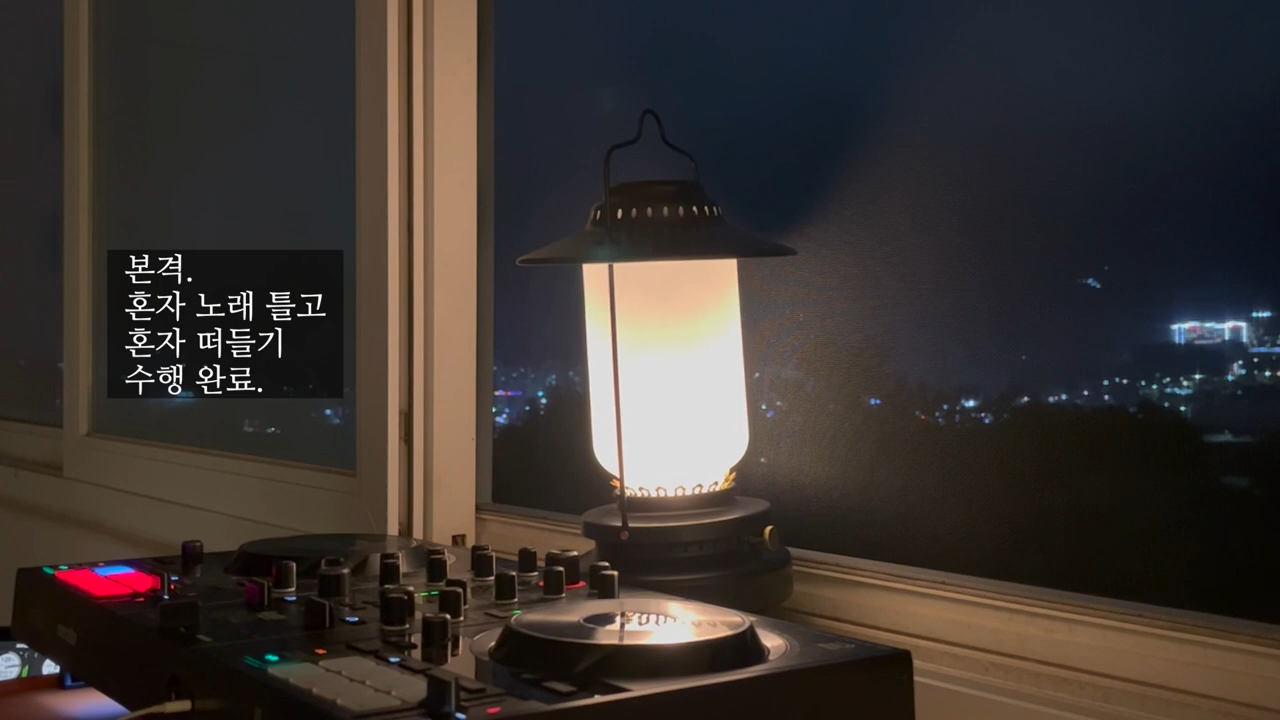 본격.
혼자 노래 틀고
혼자 떠들기
수행 완료.